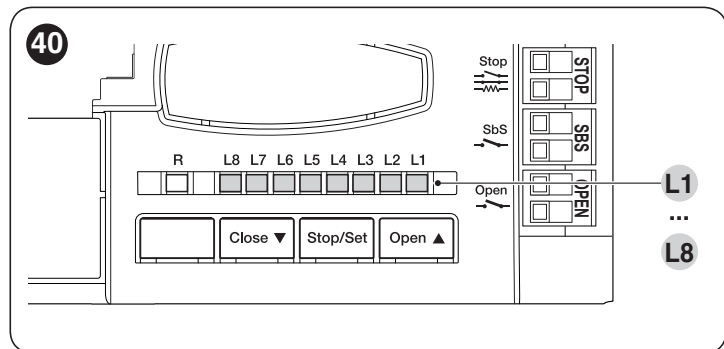 40
Stop
STOP
SbS
SBS
R L8 L7 L6 L5 L4 L3 L2 L1
Open
OPEN
L1
...
L8
Close ▼ Stop/Set Open ▲